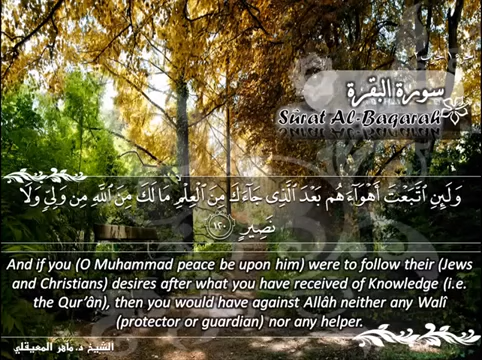 سورة البقرة
Sûrat Al-Baqarah
وَلَئِنِ ٱتَّبَعْتَ أَهْوَآءَهُم بَعْدَ ٱلَّذِى جَآءَكَ مِنَ ٱلْعِلْمِ مَا لَكَ مِنَ ٱللَّهِ مِن وَلِىٍّ وَلَا
نَصِيرٍ ١٢٠
And if you (O Muhammad peace be upon him) were to follow their (Jews
and Christians) desires after what you have received of Knowledge (i.e.
the Qur'ân), then you would have against Allâh neither any Walî
(protector or guardian) nor any helper.
الشيخ د. ماهر المعيقلي